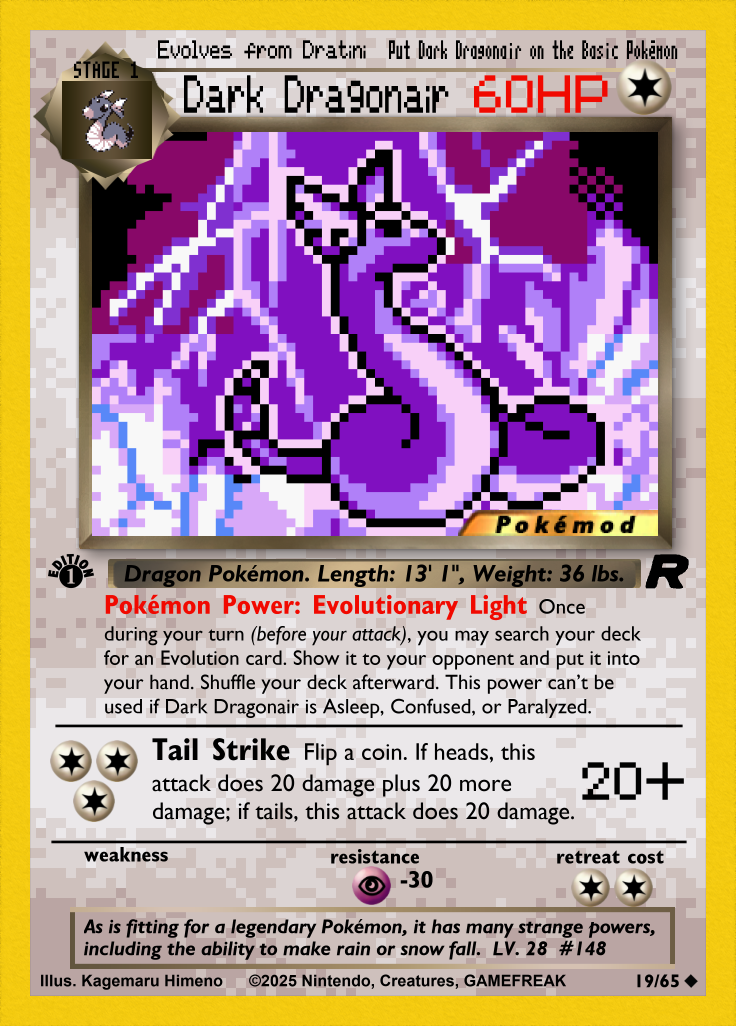 Evolves from Dratini Put Dark Dragonair on the Basic Pokémon
STAGE 1
Dark Dragonair 60HP
Pokémod
EDITION
1
Dragon Pokémon. Length: 13' 1", Weight: 36 lbs.
R
Pokémon Power: Evolutionary Light Once
during your turn (before your attack), you may search your deck
for an Evolution card. Show it to your opponent and put it into
your hand. Shuffle your deck afterward. This power can't be
used if Dark Dragonair is Asleep, Confused, or Paralyzed.
Tail Strike Flip a coin. If heads, this
attack does 20 damage plus 20 more
damage; if tails, this attack does 20 damage.
20+
weakness resistance retreat cost
-30
As is fitting for a legendary Pokémon, it has many strange powers,
including the ability to make rain or snow fall. LV. 28 #148
Illus. Kagemaru Himeno ©2025 Nintendo, Creatures, GAMEFREAK 19/65